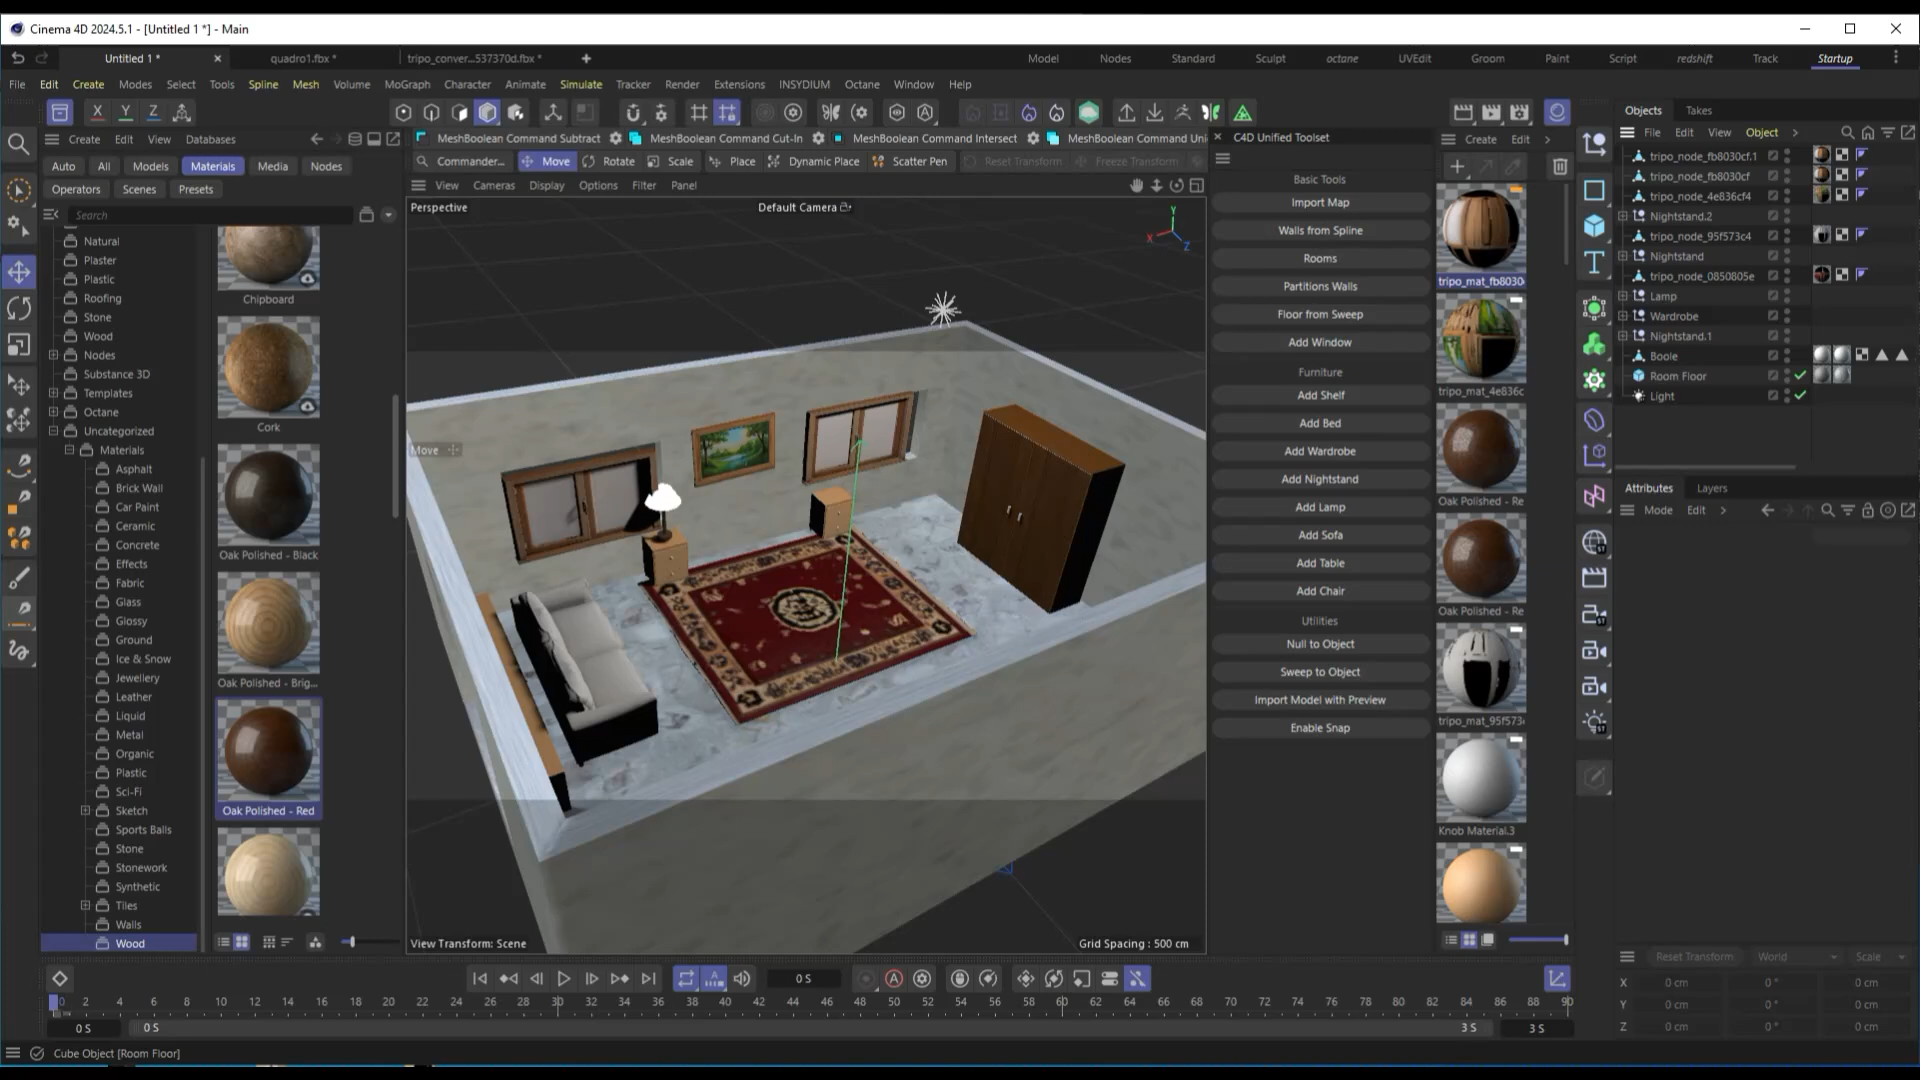 Cinema 4D 2024.5.1 - [Untitled 1 *] - Main
Untitled 1 *
quadro1.fbx *
tripo_conver...537370d.fbx *
Model
Nodes
Standard
Sculpt
octane
UVEdit
Groom
Paint
Script
redshift
Track
Startup
File Edit Create Modes Select Tools Spline Mesh Volume MoGraph Character Animate Simulate Tracker Render Extensions INSYDIUM Octane Window Help
X Y Z
Objects
Takes
Create Edit View Databases
MeshBoolean Command Subtract
MeshBoolean Command Cut-In
MeshBoolean Command Intersect
MeshBoolean Command Uni
C4D Unified Toolset
Create Edit
File Edit View Object
Auto All Models Materials Media Nodes
Operators Scenes Presets
Search
Commander...
Move
Rotate
Scale
Place
Dynamic Place
Scatter Pen
Reset Transform
Freeze Transform
View Cameras Display Options Filter Panel
Perspective
Default Camera
Y
X
Z
Move
View Transform: Scene
Grid Spacing : 500 cm
Natural
Plaster
Plastic
Roofing
Stone
Wood
Nodes
Substance 3D
Templates
Octane
Uncategorized
Materials
Asphalt
Brick Wall
Car Paint
Ceramic
Concrete
Effects
Fabric
Glass
Glossy
Ground
Ice & Snow
Jewellery
Leather
Liquid
Metal
Organic
Plastic
Sci-Fi
Sketch
Sports Balls
Stone
Stonework
Synthetic
Tiles
Walls
Wood
Chipboard
Cork
Oak Polished - Black
Oak Polished - Brig...
Oak Polished - Red
Basic Tools
Import Map
Walls from Spline
Rooms
Partitions Walls
Floor from Sweep
Add Window
Furniture
Add Shelf
Add Bed
Add Wardrobe
Add Nightstand
Add Lamp
Add Sofa
Add Table
Add Chair
Utilities
Null to Object
Sweep to Object
Import Model with Preview
Enable Snap
tripo_mat_fb8030
tripo_mat_4e836c
Oak Polished - Re
Oak Polished - Re
tripo_mat_95f573
Knob Material.3
tripo_node_fb8030cf.1
tripo_node_fb8030cf
tripo_node_4e836cf4
Nightstand.2
tripo_node_95f573c4
Nightstand
tripo_node_0850805e
Lamp
Wardrobe
Nightstand.1
Boole
Room Floor
Light
Attributes
Layers
Mode Edit
Reset Transform
World
Scale
X 0 cm 0 ° 0 cm
Y 0 cm 0 ° 0 cm
Z 0 cm 0 ° 0 cm
0 S
0 2 4 6 8 10 12 14 16 18 20 22 24 26 28 30 32 34 36 38 40 42 44 46 48 50 52 54 56 58 60 62 64 66 68 70 72 74 76 78 80 82 84 86 88 90
0 S
0 S
3 S
3 S
Cube Object [Room Floor]